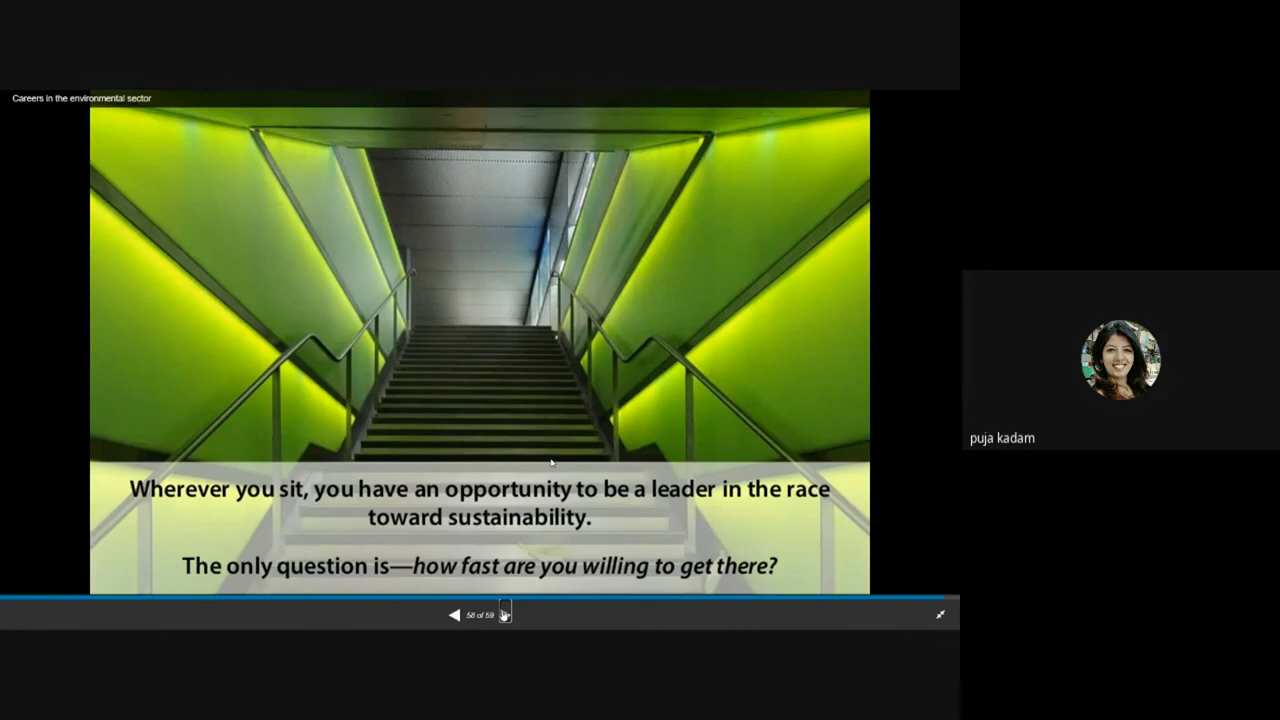 Careers in the environmental sector
Wherever you sit, you have an opportunity to be a leader in the race
toward sustainability.
The only question is—how fast are you willing to get there?
58 of 59
puja kadam